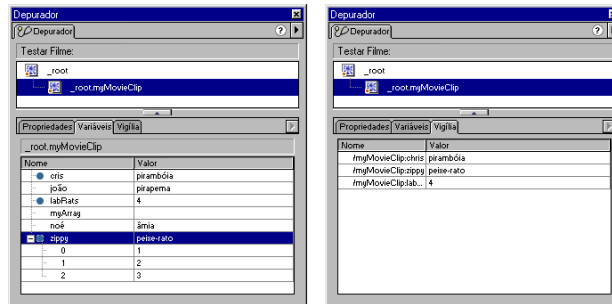 Depurador
Depurador
Testar Filme:
_root
_root.myMovieClip
Propriedades Variáveis Vigília
_root.myMovieClip
Nome Valor
cris pirambóia
joão pirapema
labRats 4
myArray
noé âmia
zippy peixe-rato
0 1
1 2
2 3
Depurador
Depurador
Testar Filme:
_root
_root.myMovieClip
Propriedades Variáveis Vigília
Nome Valor
/myMovieClip:chris pirambóia
/myMovieClip:zippy peixe-rato
/myMovieClip:lab... 4